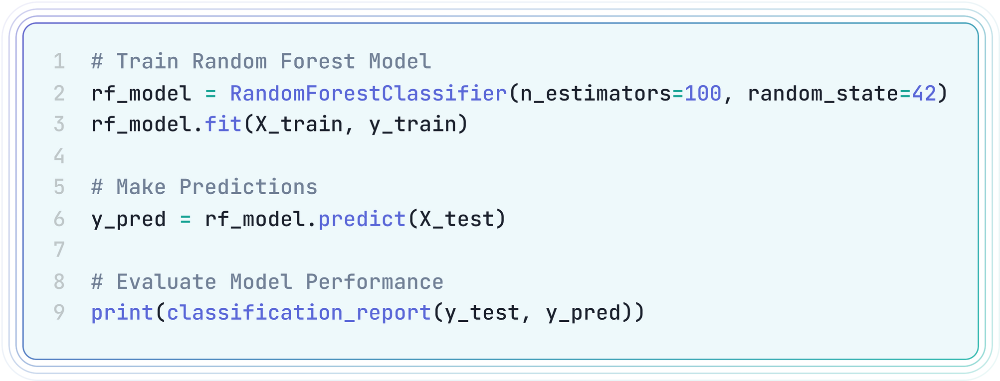 1 # Train Random Forest Model
2 rf_model = RandomForestClassifier(n_estimators=100, random_state=42)
3 rf_model.fit(X_train, y_train)
4
5 # Make Predictions
6 y_pred = rf_model.predict(X_test)
7
8 # Evaluate Model Performance
9 print(classification_report(y_test, y_pred))